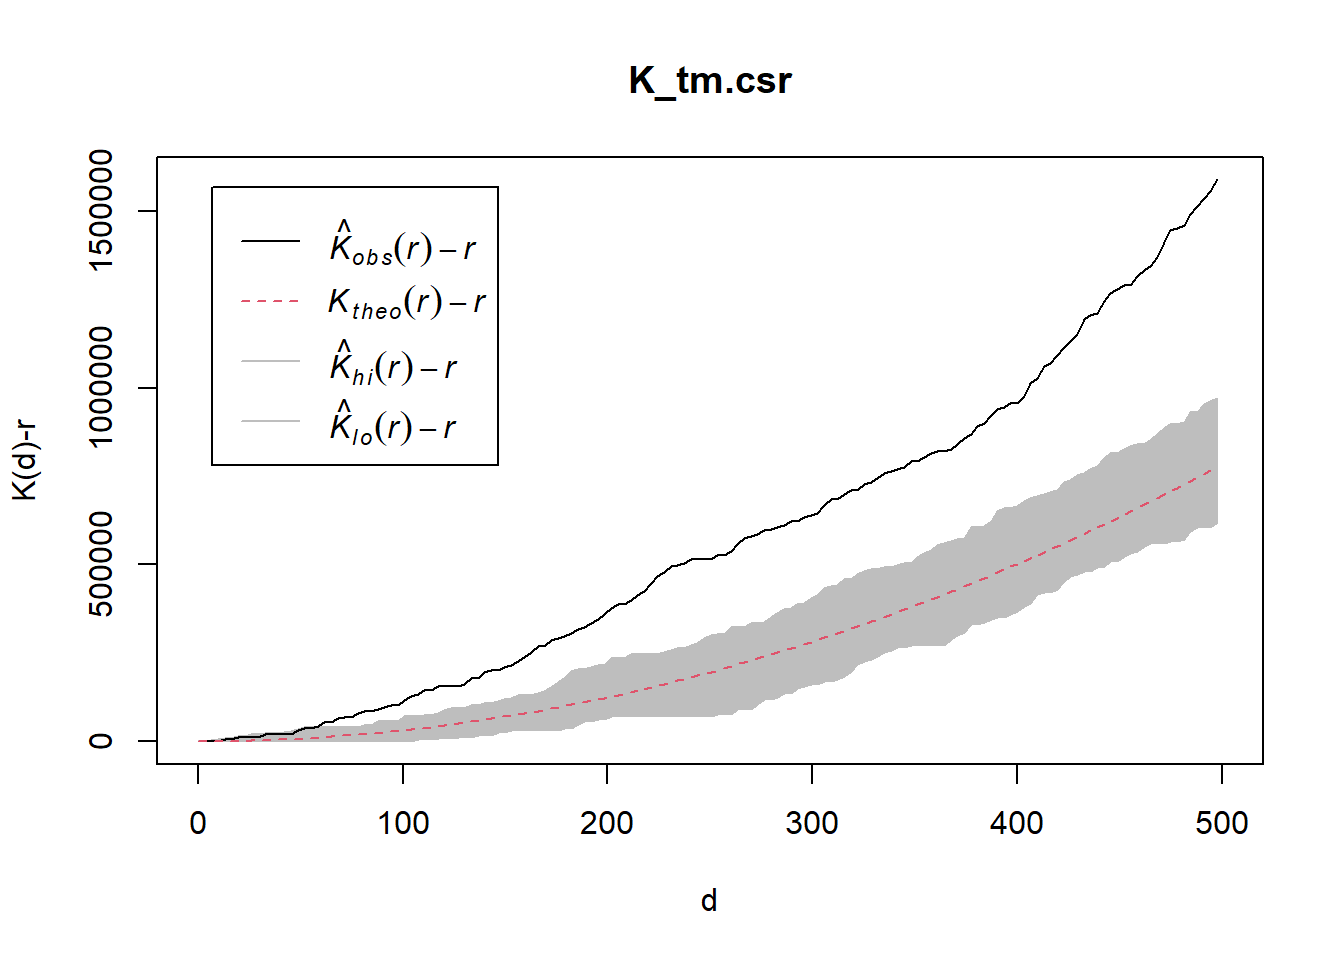 K_tm.csr
K̂obs(r) − r
Ktheo(r) − r
K̂hi(r) − r
K̂lo(r) − r
K(d)-r
0
500000
1000000
1500000
0 100 200 300 400 500
d